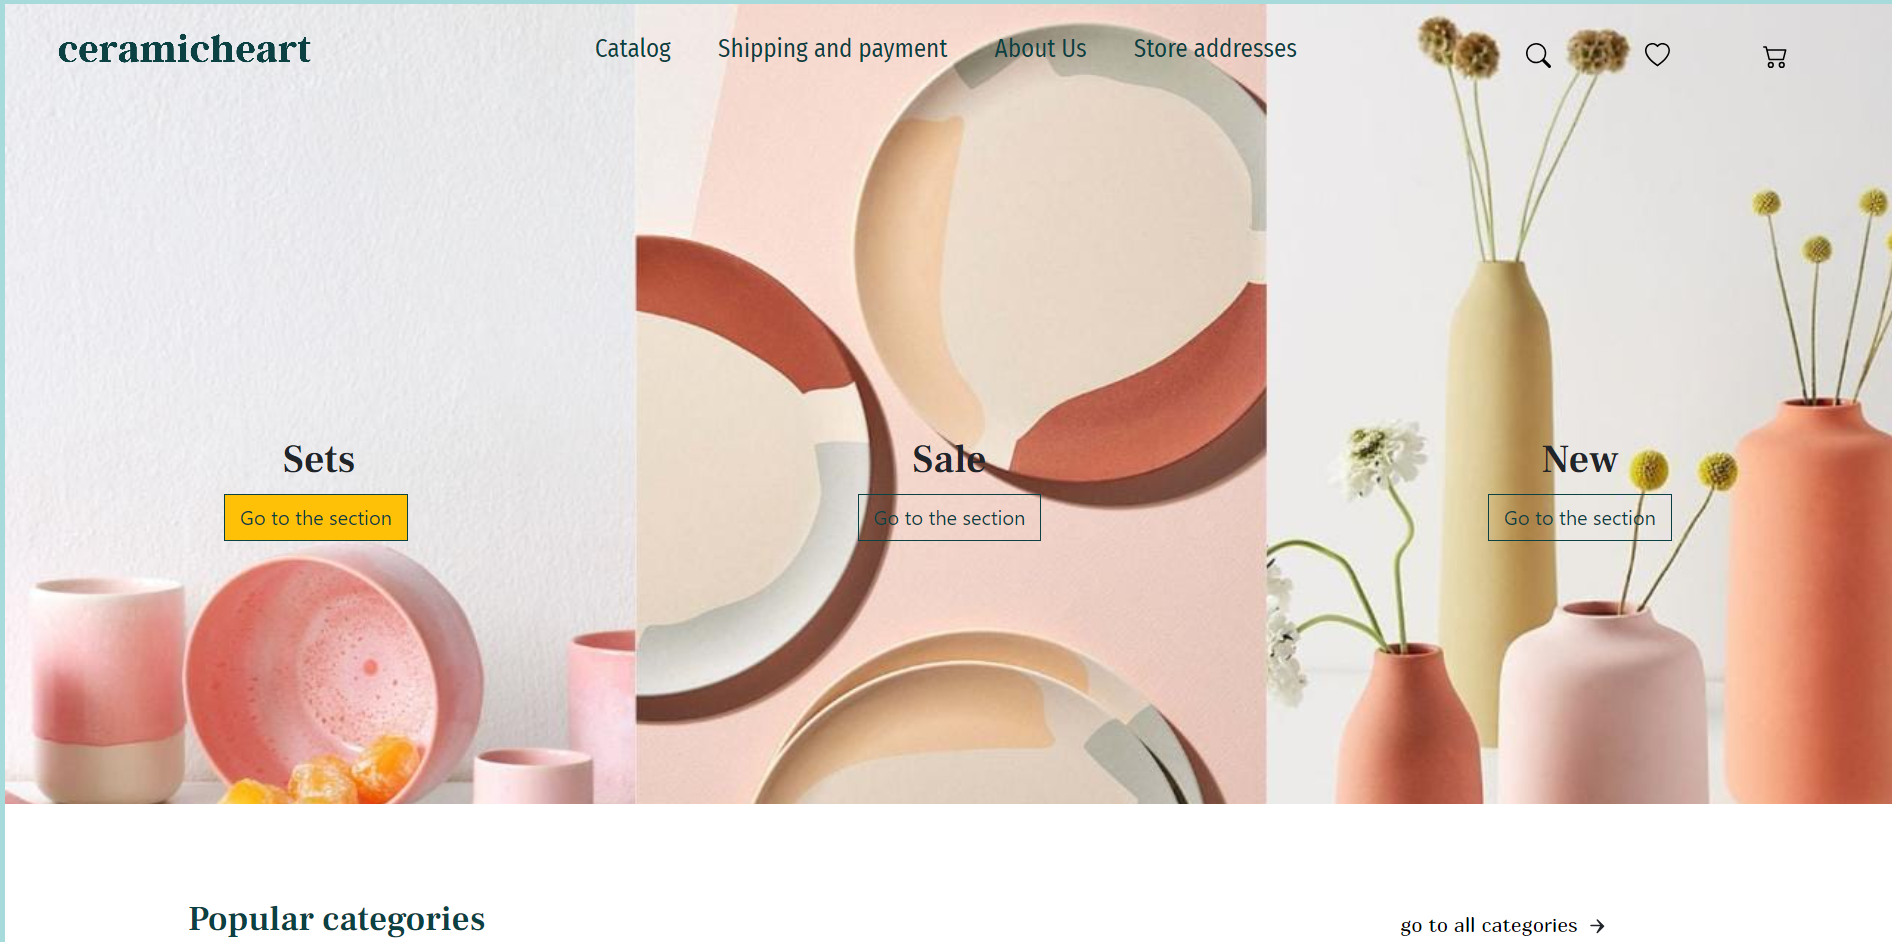 ceramicheart
Catalog
Shipping and payment
About Us
Store addresses
Sets
Go to the section
Sale
Go to the section
New
Go to the section
Popular categories
go to all categories →